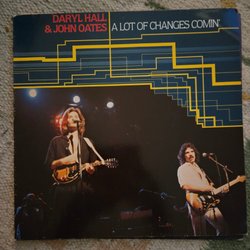 DARYL HALL
& JOHN OATES
A LOT OF CHANGES COMIN'